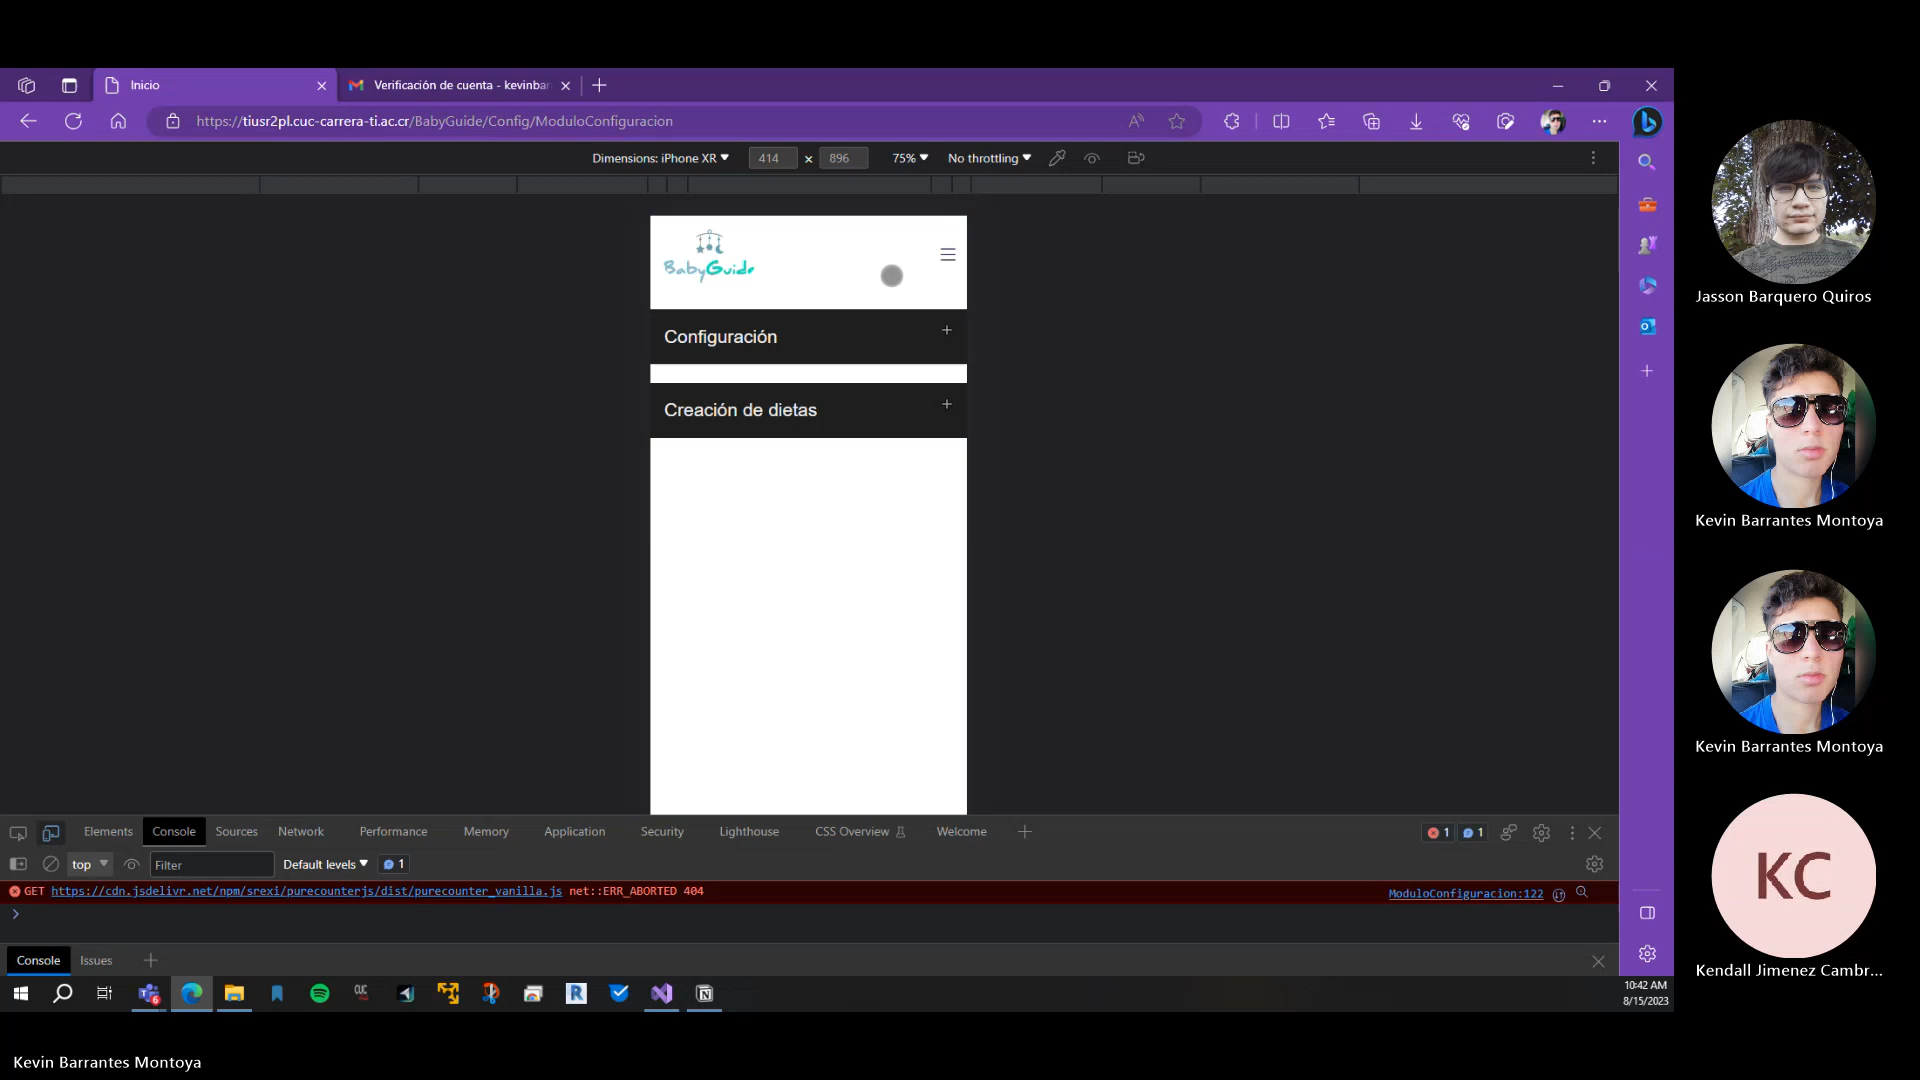 Inicio
Verificación de cuenta - kevinbar
https://tiusr2pl.cuc-carrera-ti.ac.cr/BabyGuide/Config/ModuloConfiguracion
Dimensions: iPhone XR 414 × 896 75% No throttling
BabyGuide
Configuración
Creación de dietas
Elements Console Sources Network Performance Memory Application Security Lighthouse CSS Overview Welcome 1 1
top Filter Default levels 1
GET https://cdn.jsdelivr.net/npm/srexi/purecounterjs/dist/purecounter_vanilla.js net::ERR_ABORTED 404 ModuloConfiguracion:122
Console Issues
CUC
10:42 AM
8/15/2023
Jasson Barquero Quiros
Kevin Barrantes Montoya
Kevin Barrantes Montoya
KC
Kendall Jimenez Cambr...
Kevin Barrantes Montoya